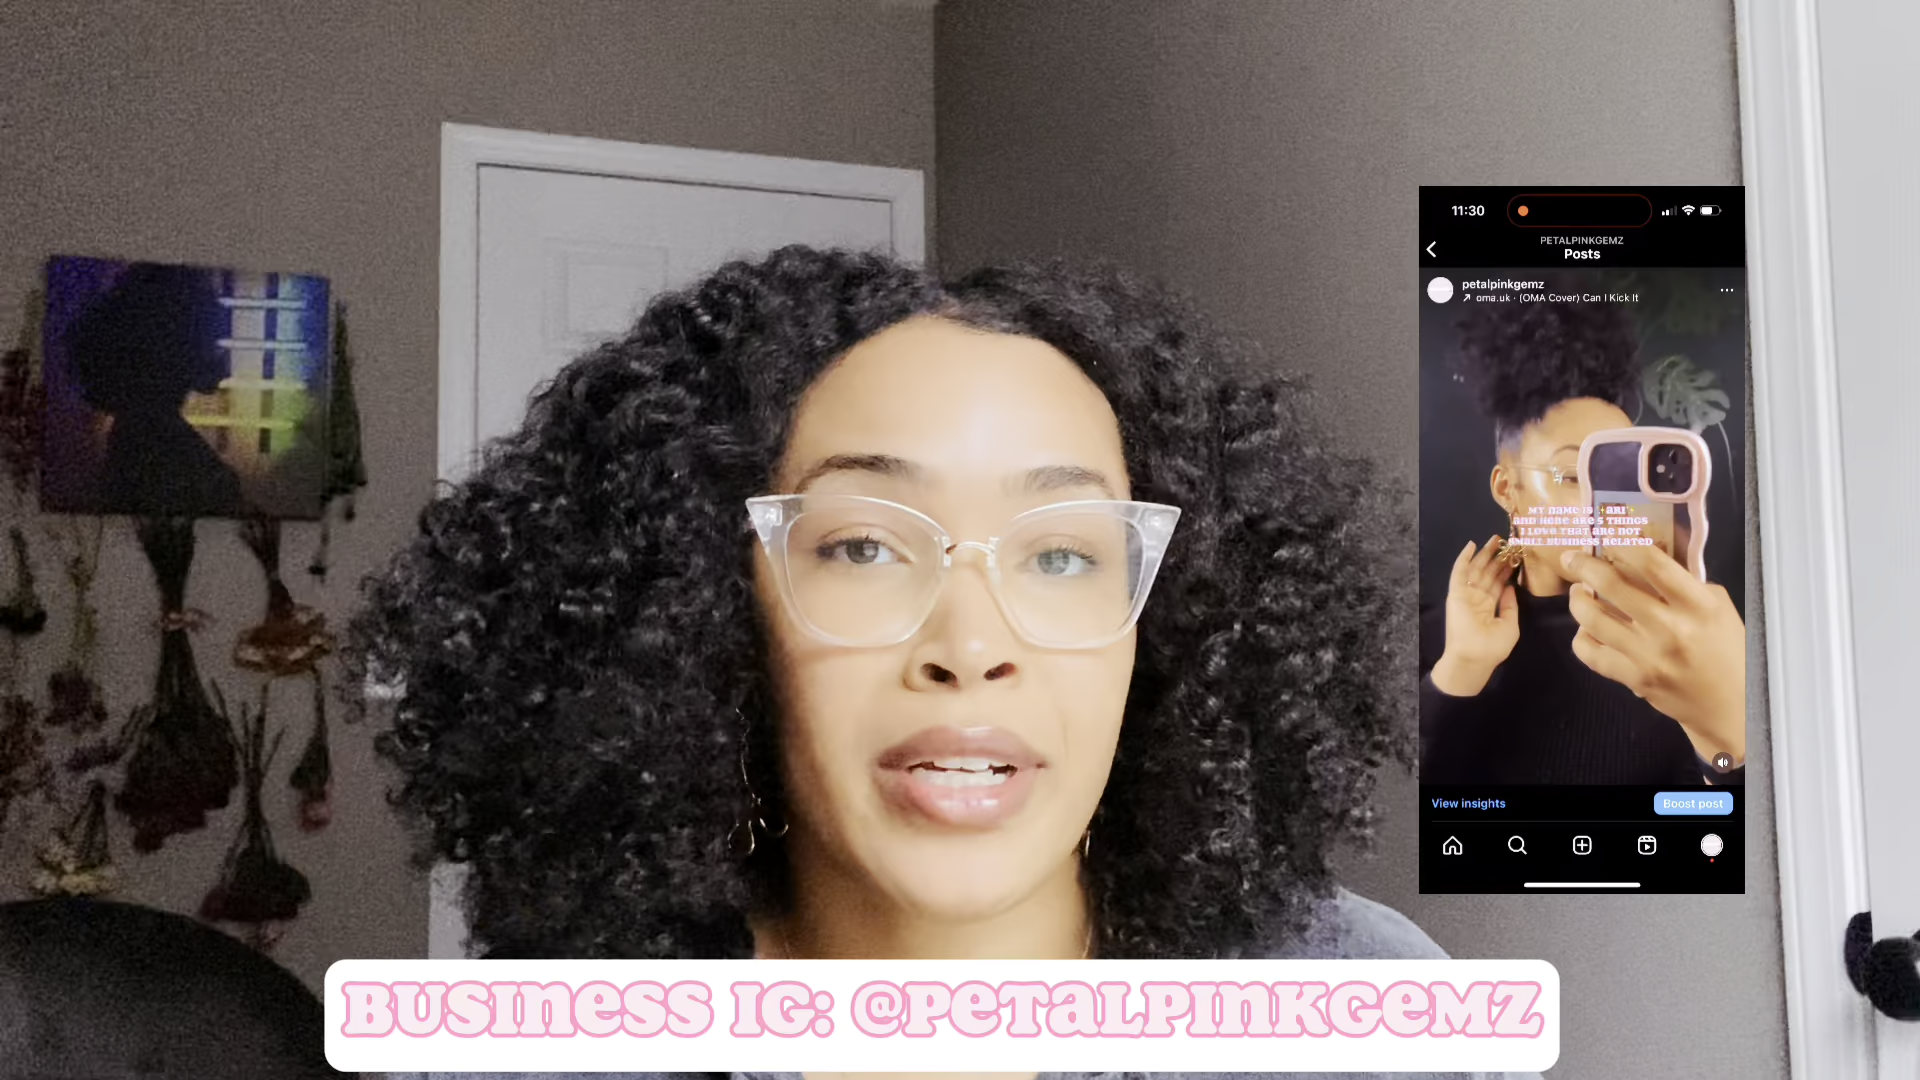 11:30
PETALPINKGEMZ
Posts
petalpinkgemz
oma.uk · (OMA Cover) Can I Kick It
MY NAME IS ✨ARI✨
AND HERE ARE 5 THINGS
I LOVE THAT ARE NOT
SMALL BUSINESS RELATED
View insights
Boost post
BUSINESS IG: @PETALPINKGEMZ